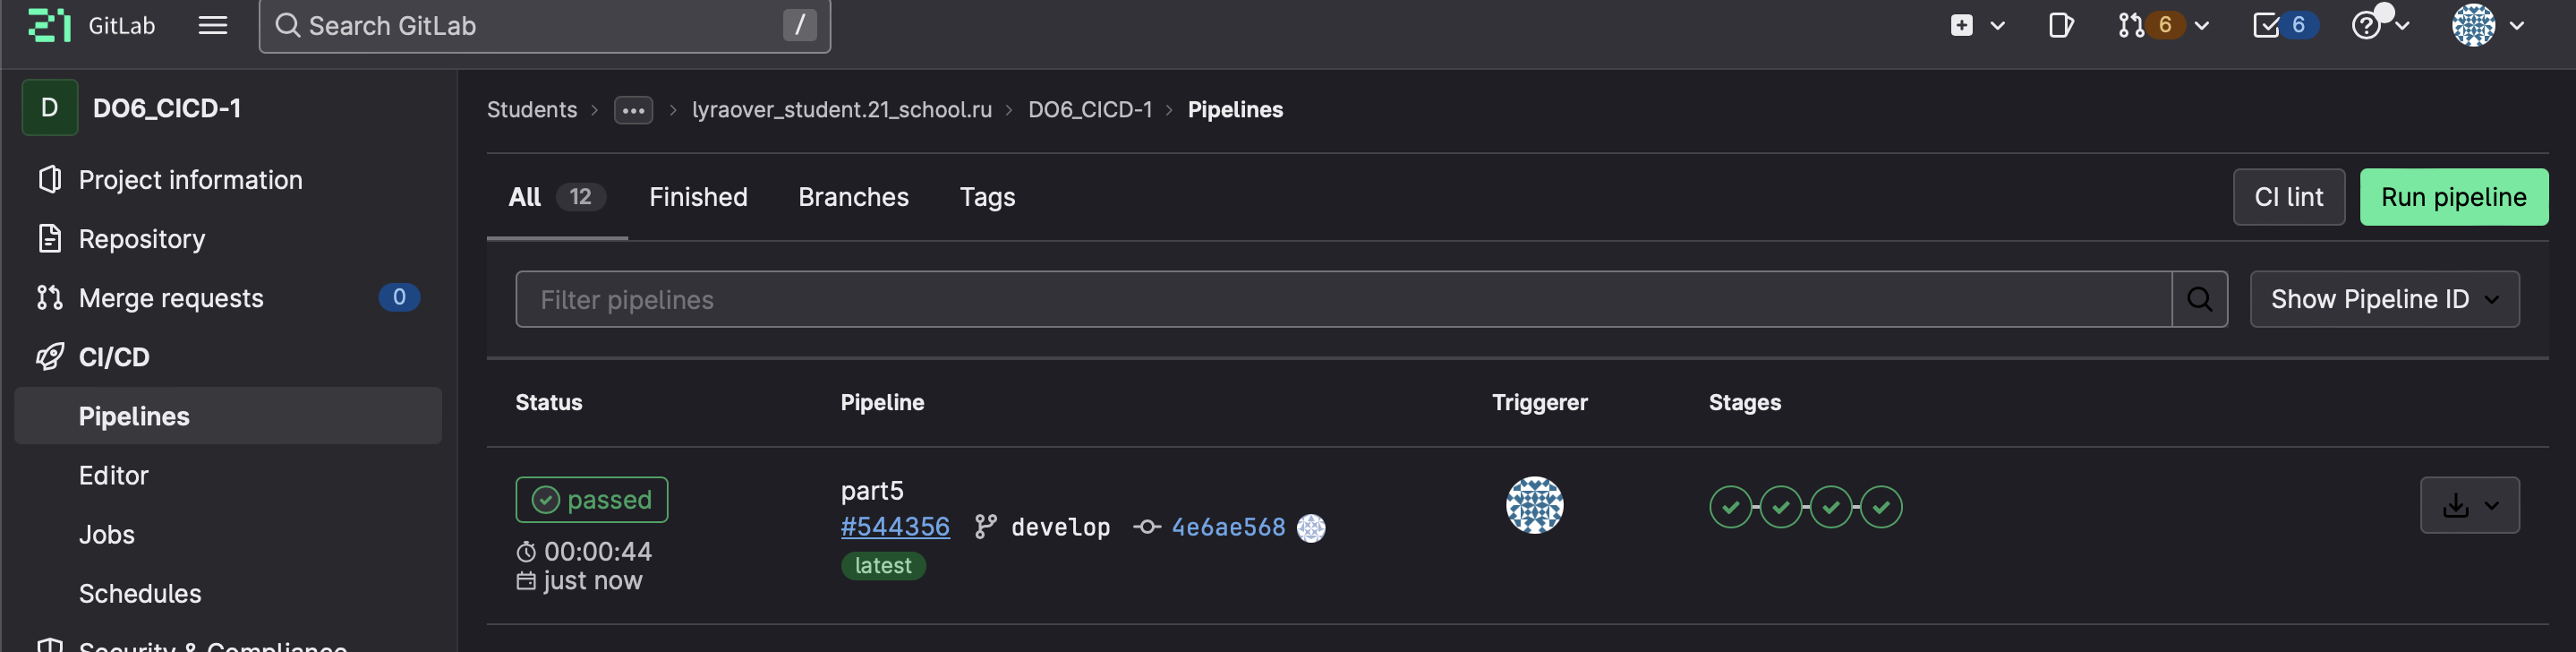 GitLab
Search GitLab
/
6
6
D
DO6_CICD-1
Project information
Repository
Merge requests
0
CI/CD
Pipelines
Editor
Jobs
Schedules
Security & Compliance
Students
lyraover_student.21_school.ru
DO6_CICD-1
Pipelines
All 12
Finished
Branches
Tags
CI lint
Run pipeline
Filter pipelines
Show Pipeline ID
Status
Pipeline
Triggerer
Stages
passed
00:00:44
just now
part5
#544356
develop
4e6ae568
latest